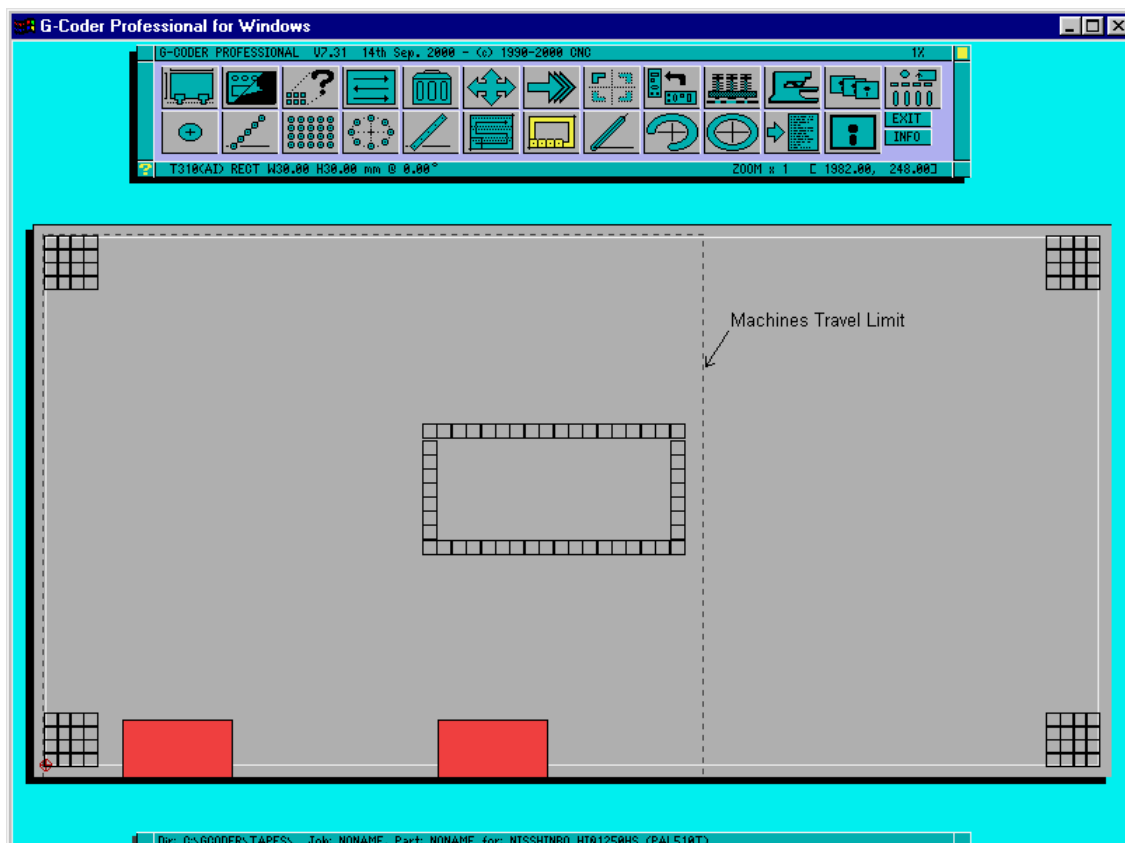 G-Coder Professional for Windows
G-CODER PROFESSIONAL V7.31 14th Sep. 2000 - (c) 1990-2000 CNC 1%
EXIT
INFO
T310(AI) RECT W30.00 H30.00 mm @ 0.00° ZOOM x 1 [ 1982.00, 248.00]
Machines Travel Limit
Dir: C:\GCODER\TAPES\ Job: NONAME Part: NONAME for: NISSHINBO HIQ1250HS (PAL510T)